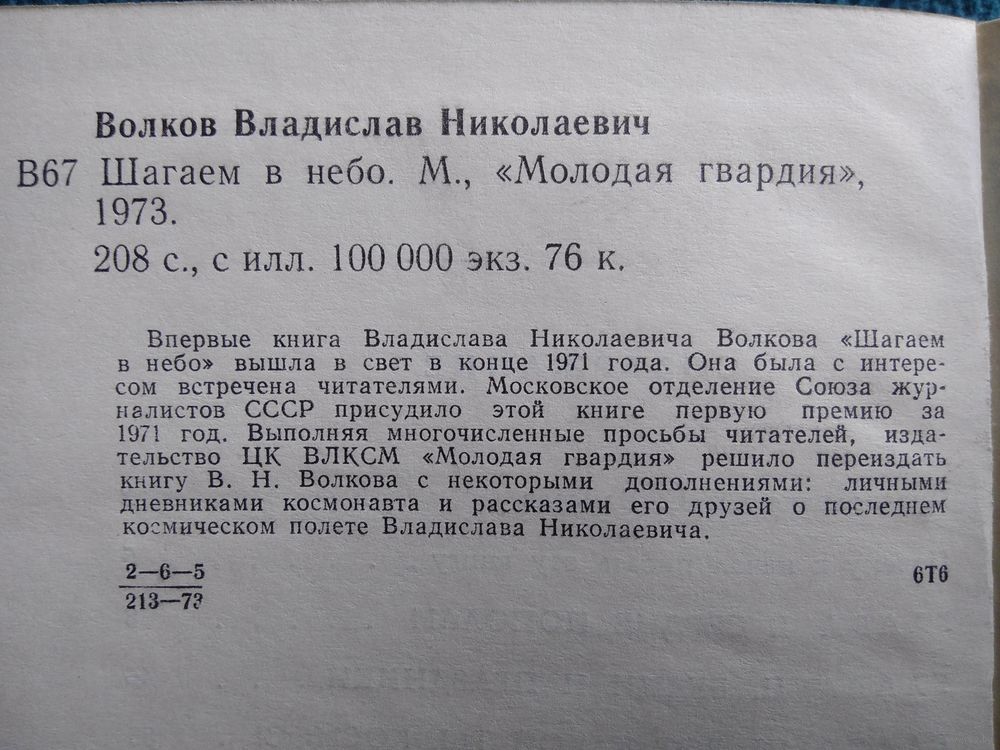 Волков Владислав Николаевич
В67 Шагаем в небо. М., «Молодая гвардия»,
1973.
208 с., с илл. 100 000 экз. 76 к.
Впервые книга Владислава Николаевича Волкова «Шагаем
в небо» вышла в свет в конце 1971 года. Она была с интере-
сом встречена читателями. Московское отделение Союза жур-
налистов СССР присудило этой книге первую премию за
1971 год. Выполняя многочисленные просьбы читателей, изда-
тельство ЦК ВЛКСМ «Молодая гвардия» решило переиздать
книгу В. Н. Волкова с некоторыми дополнениями: личными
дневниками космонавта и рассказами его друзей о последнем
космическом полете Владислава Николаевича.
2—6—5
213—73
6Т6